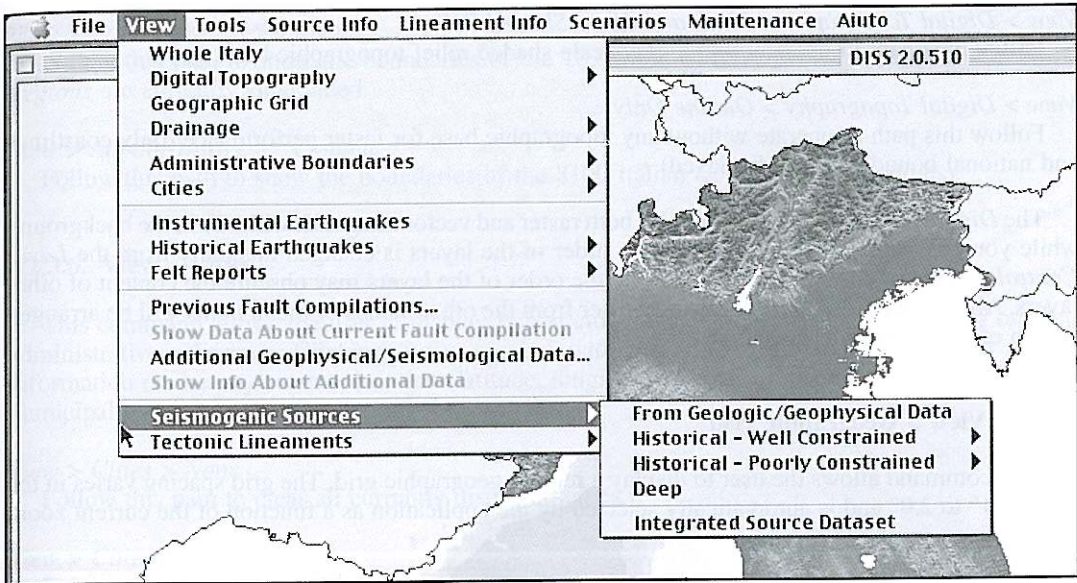 File View Tools Source Info Lineament Info Scenarios Maintenance Aiuto
DISS 2.0.510
Whole Italy
Digital Topography
Geographic Grid
Drainage
Administrative Boundaries
Cities
Instrumental Earthquakes
Historical Earthquakes
Felt Reports
Previous Fault Compilations...
Show Data About Current Fault Compilation
Additional Geophysical/Seismological Data...
Show Info About Additional Data
Seismogenic Sources
Tectonic Lineaments
From Geologic/Geophysical Data
Historical - Well Constrained
Historical - Poorly Constrained
Deep
Integrated Source Dataset